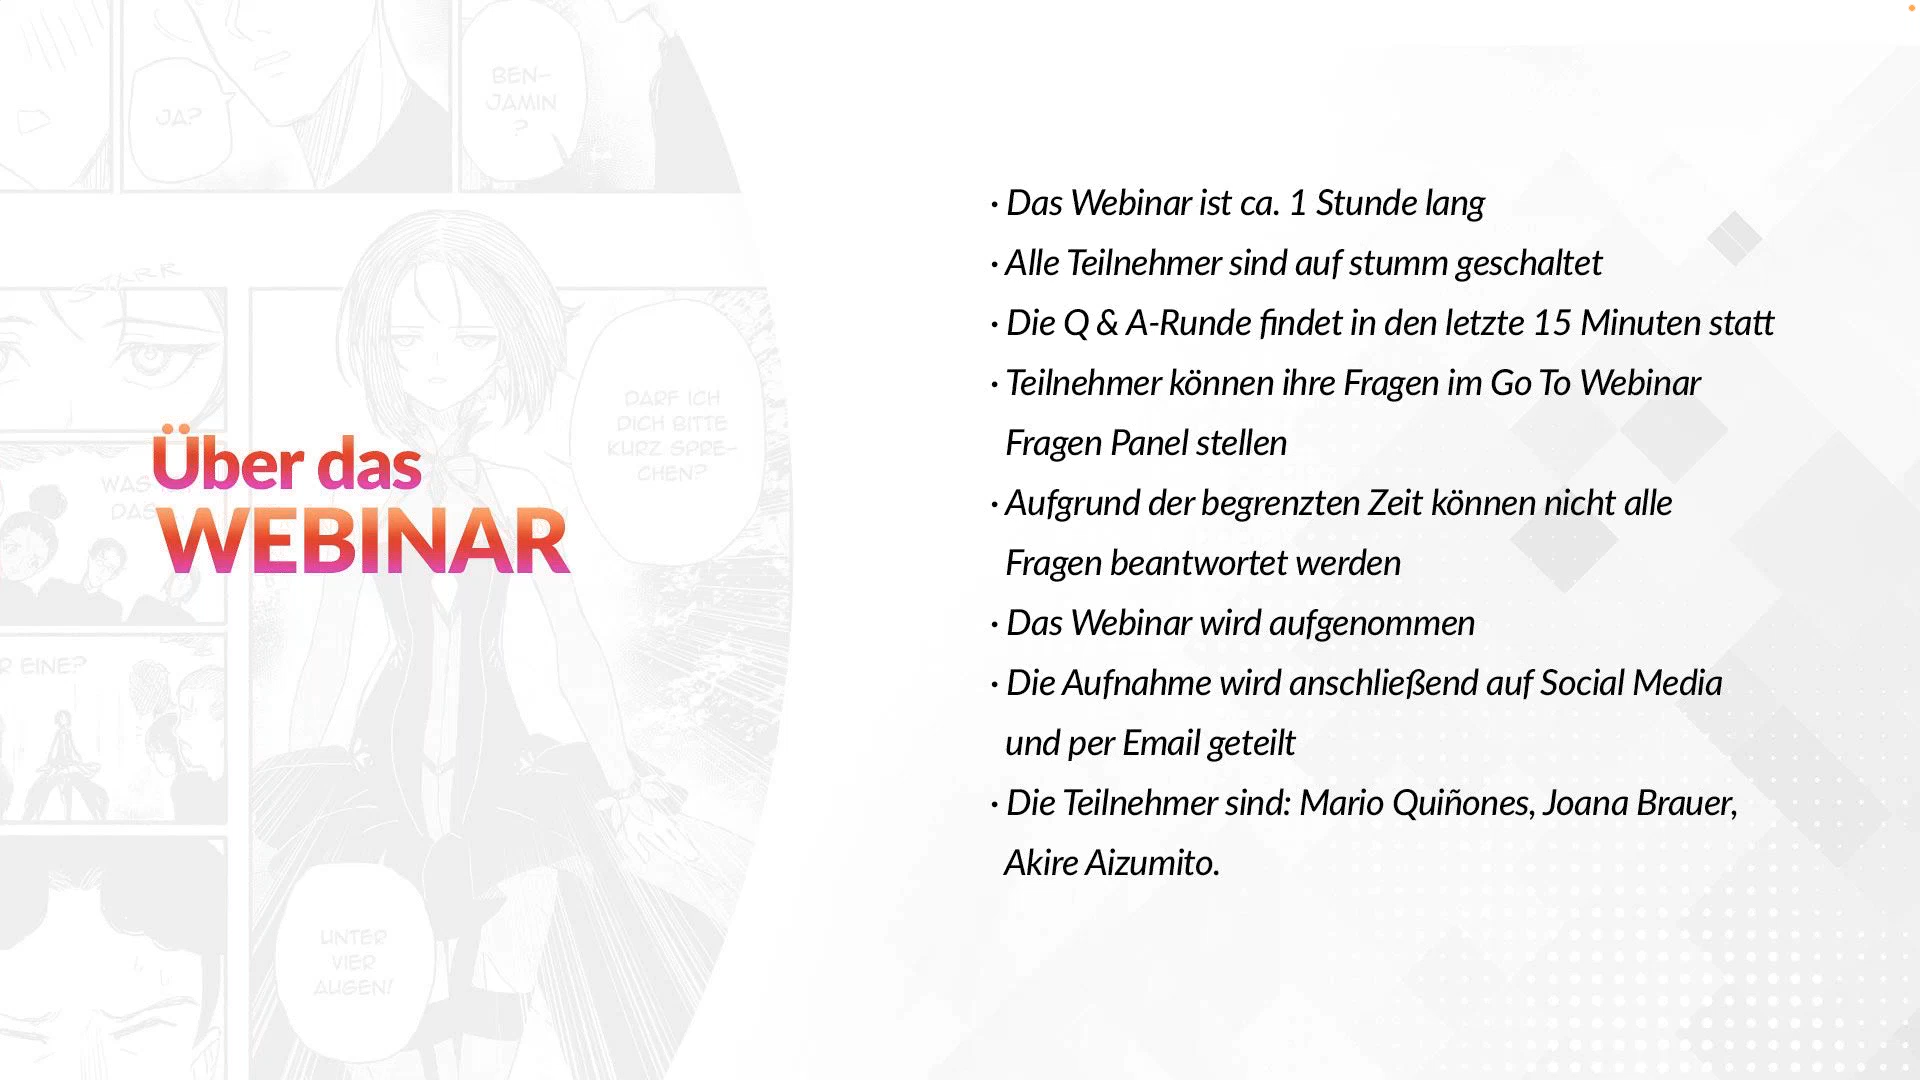 JA?
BEN-
JAMIN
?
STARR
DARF ICH
DICH BITTE
KURZ SPRE-
CHEN?
WAS
DAS
R EINE?
UNTER
VIER
AUGEN!
Über das
WEBINAR
· Das Webinar ist ca. 1 Stunde lang
· Alle Teilnehmer sind auf stumm geschaltet
· Die Q & A-Runde findet in den letzte 15 Minuten statt
· Teilnehmer können ihre Fragen im Go To Webinar
Fragen Panel stellen
· Aufgrund der begrenzten Zeit können nicht alle
Fragen beantwortet werden
· Das Webinar wird aufgenommen
· Die Aufnahme wird anschließend auf Social Media
und per Email geteilt
· Die Teilnehmer sind: Mario Quiñones, Joana Brauer,
Akire Aizumito.